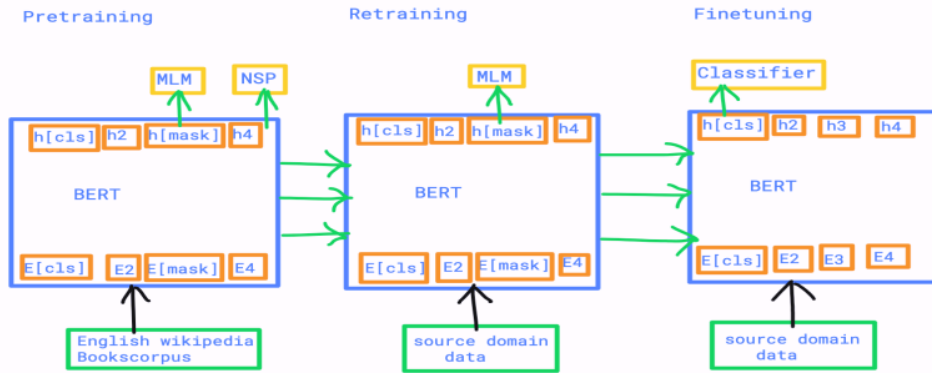 Pretraining
Retraining
Finetuning
MLM
NSP
MLM
Classifier
h[cls] h2 h[mask] h4
h[cls] h2 h[mask] h4
h[cls] h2 h3 h4
BERT
BERT
BERT
E[cls] E2 E[mask] E4
E[cls] E2 E[mask] E4
E[cls] E2 E3 E4
English wikipedia
Bookscorpus
source domain
data
source domain
data